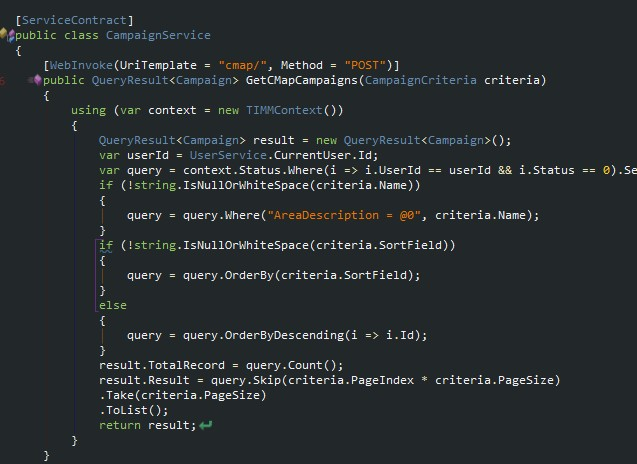 [ServiceContract]
public class CampaignService
{
[WebInvoke(UriTemplate = "cmap/", Method = "POST")]
public QueryResult<Campaign> GetCMapCampaigns(CampaignCriteria criteria)
{
using (var context = new TIMMContext())
{
QueryResult<Campaign> result = new QueryResult<Campaign>();
var userId = UserService.CurrentUser.Id;
var query = context.Status.Where(i => i.UserId == userId && i.Status == 0).Se
if (!string.IsNullOrWhiteSpace(criteria.Name))
{
query = query.Where("AreaDescription = @0", criteria.Name);
}
if (!string.IsNullOrWhiteSpace(criteria.SortField))
{
query = query.OrderBy(criteria.SortField);
}
else
{
query = query.OrderByDescending(i => i.Id);
}
result.TotalRecord = query.Count();
result.Result = query.Skip(criteria.PageIndex * criteria.PageSize)
.Take(criteria.PageSize)
.ToList();
return result;
}
}